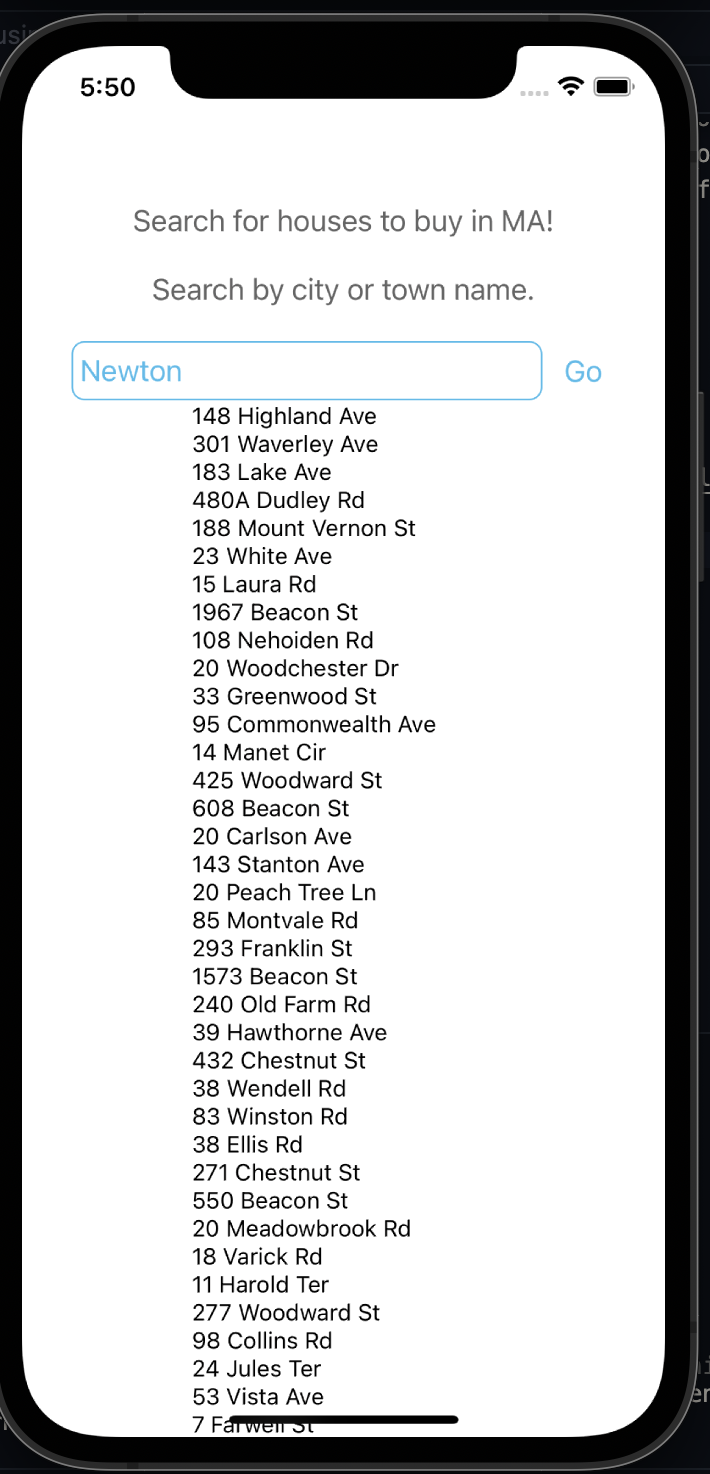 5:50
Search for houses to buy in MA!
Search by city or town name.
Newton
Go
148 Highland Ave
301 Waverley Ave
183 Lake Ave
480A Dudley Rd
188 Mount Vernon St
23 White Ave
15 Laura Rd
1967 Beacon St
108 Nehoiden Rd
20 Woodchester Dr
33 Greenwood St
95 Commonwealth Ave
14 Manet Cir
425 Woodward St
608 Beacon St
20 Carlson Ave
143 Stanton Ave
20 Peach Tree Ln
85 Montvale Rd
293 Franklin St
1573 Beacon St
240 Old Farm Rd
39 Hawthorne Ave
432 Chestnut St
38 Wendell Rd
83 Winston Rd
38 Ellis Rd
271 Chestnut St
550 Beacon St
20 Meadowbrook Rd
18 Varick Rd
11 Harold Ter
277 Woodward St
98 Collins Rd
24 Jules Ter
53 Vista Ave
7 Farwell St